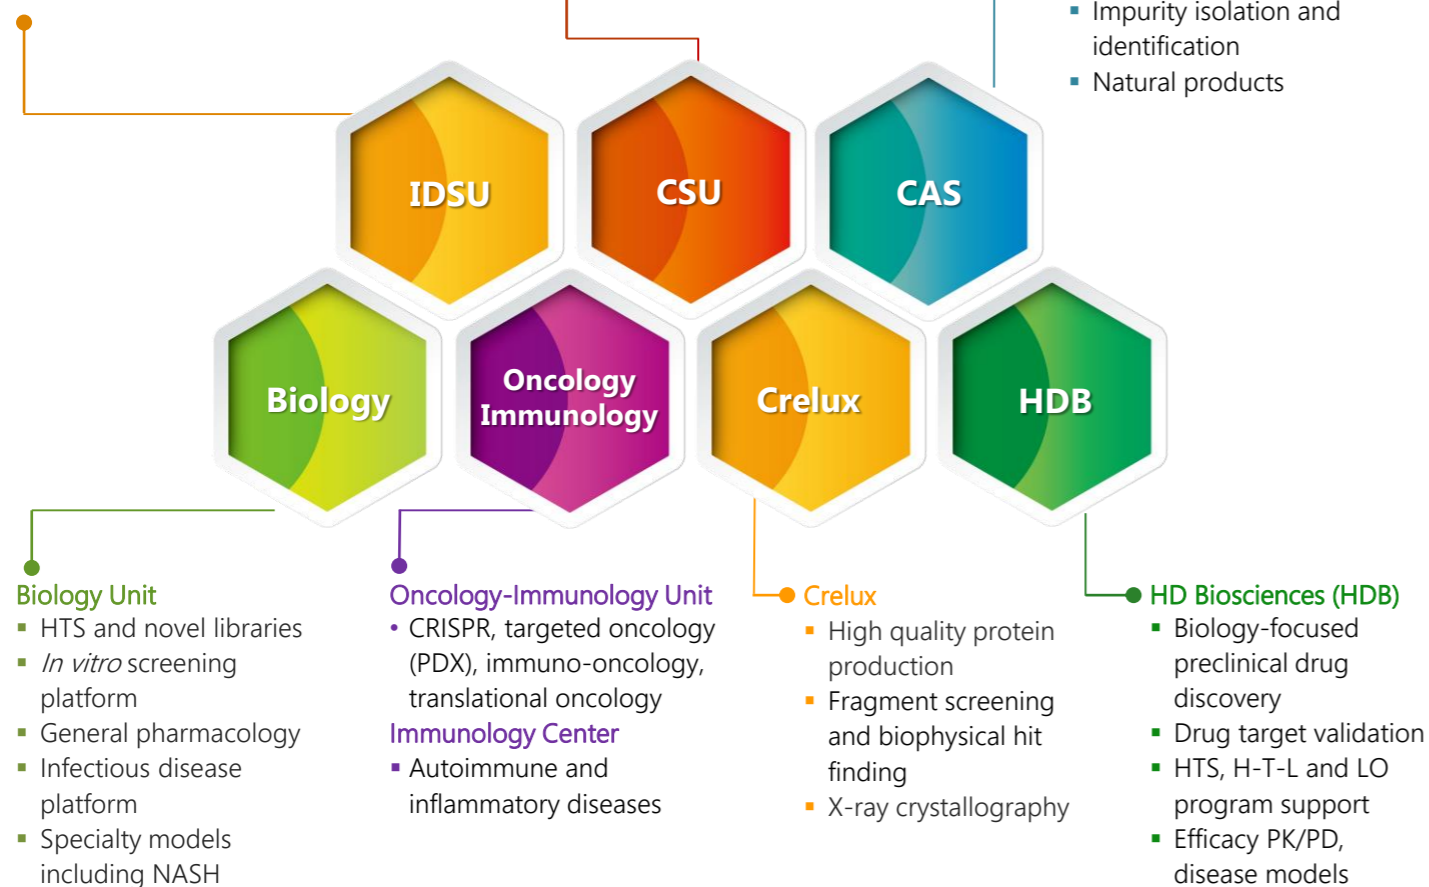 ▪ Impurity isolation and
identification
▪ Natural products
IDSU
CSU
CAS
Biology
Oncology
Immunology
Crelux
HDB
Biology Unit
▪ HTS and novel libraries
▪ In vitro screening
platform
▪ General pharmacology
▪ Infectious disease
platform
▪ Specialty models
including NASH
Oncology-Immunology Unit
• CRISPR, targeted oncology
(PDX), immuno-oncology,
translational oncology
Immunology Center
▪ Autoimmune and
inflammatory diseases
Crelux
▪ High quality protein
production
▪ Fragment screening
and biophysical hit
finding
▪ X-ray crystallography
HD Biosciences (HDB)
▪ Biology-focused
preclinical drug
discovery
▪ Drug target validation
▪ HTS, H-T-L and LO
program support
▪ Efficacy PK/PD,
disease models